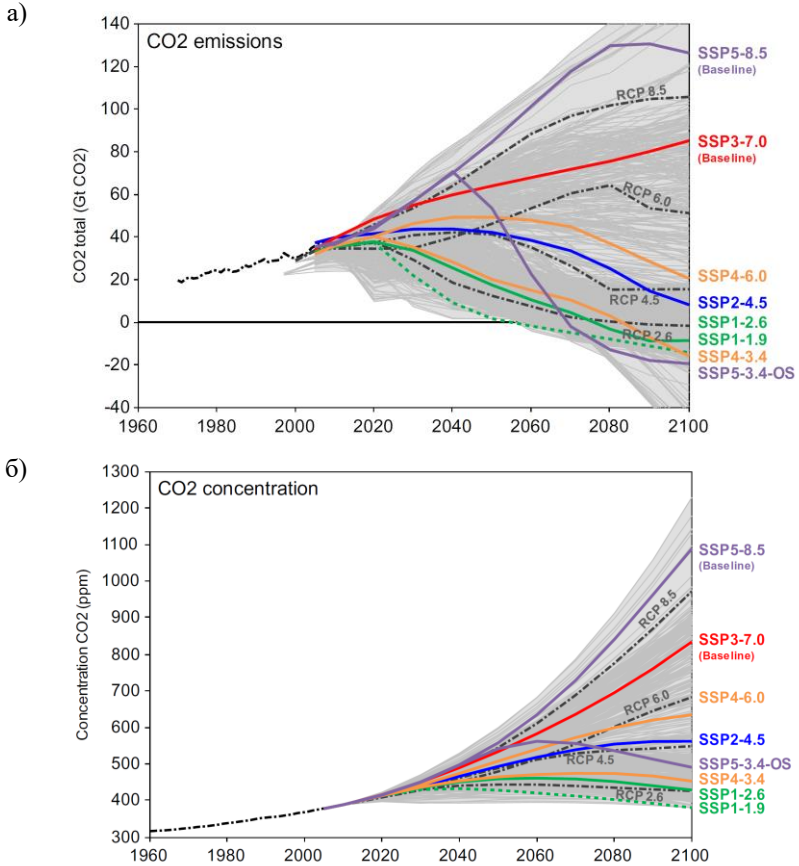 а)
CO2 emissions
CO2 total (Gt CO2)
140
120
100
80
60
40
20
0
-20
-40
1960
1980
2000
2020
2040
2060
2080
2100
RCP 8.5
RCP 6.0
RCP 4.5
RCP 2.6
SSP5-8.5
(Baseline)
SSP3-7.0
(Baseline)
SSP4-6.0
SSP2-4.5
SSP1-2.6
SSP1-1.9
SSP4-3.4
SSP5-3.4-OS
б)
CO2 concentration
Concentration CO2 (ppm)
1300
1200
1100
1000
900
800
700
600
500
400
300
1960
1980
2000
2020
2040
2060
2080
2100
RCP 8.5
RCP 6.0
RCP 4.5
RCP 2.6
SSP5-8.5
(Baseline)
SSP3-7.0
(Baseline)
SSP4-6.0
SSP2-4.5
SSP5-3.4-OS
SSP4-3.4
SSP1-2.6
SSP1-1.9